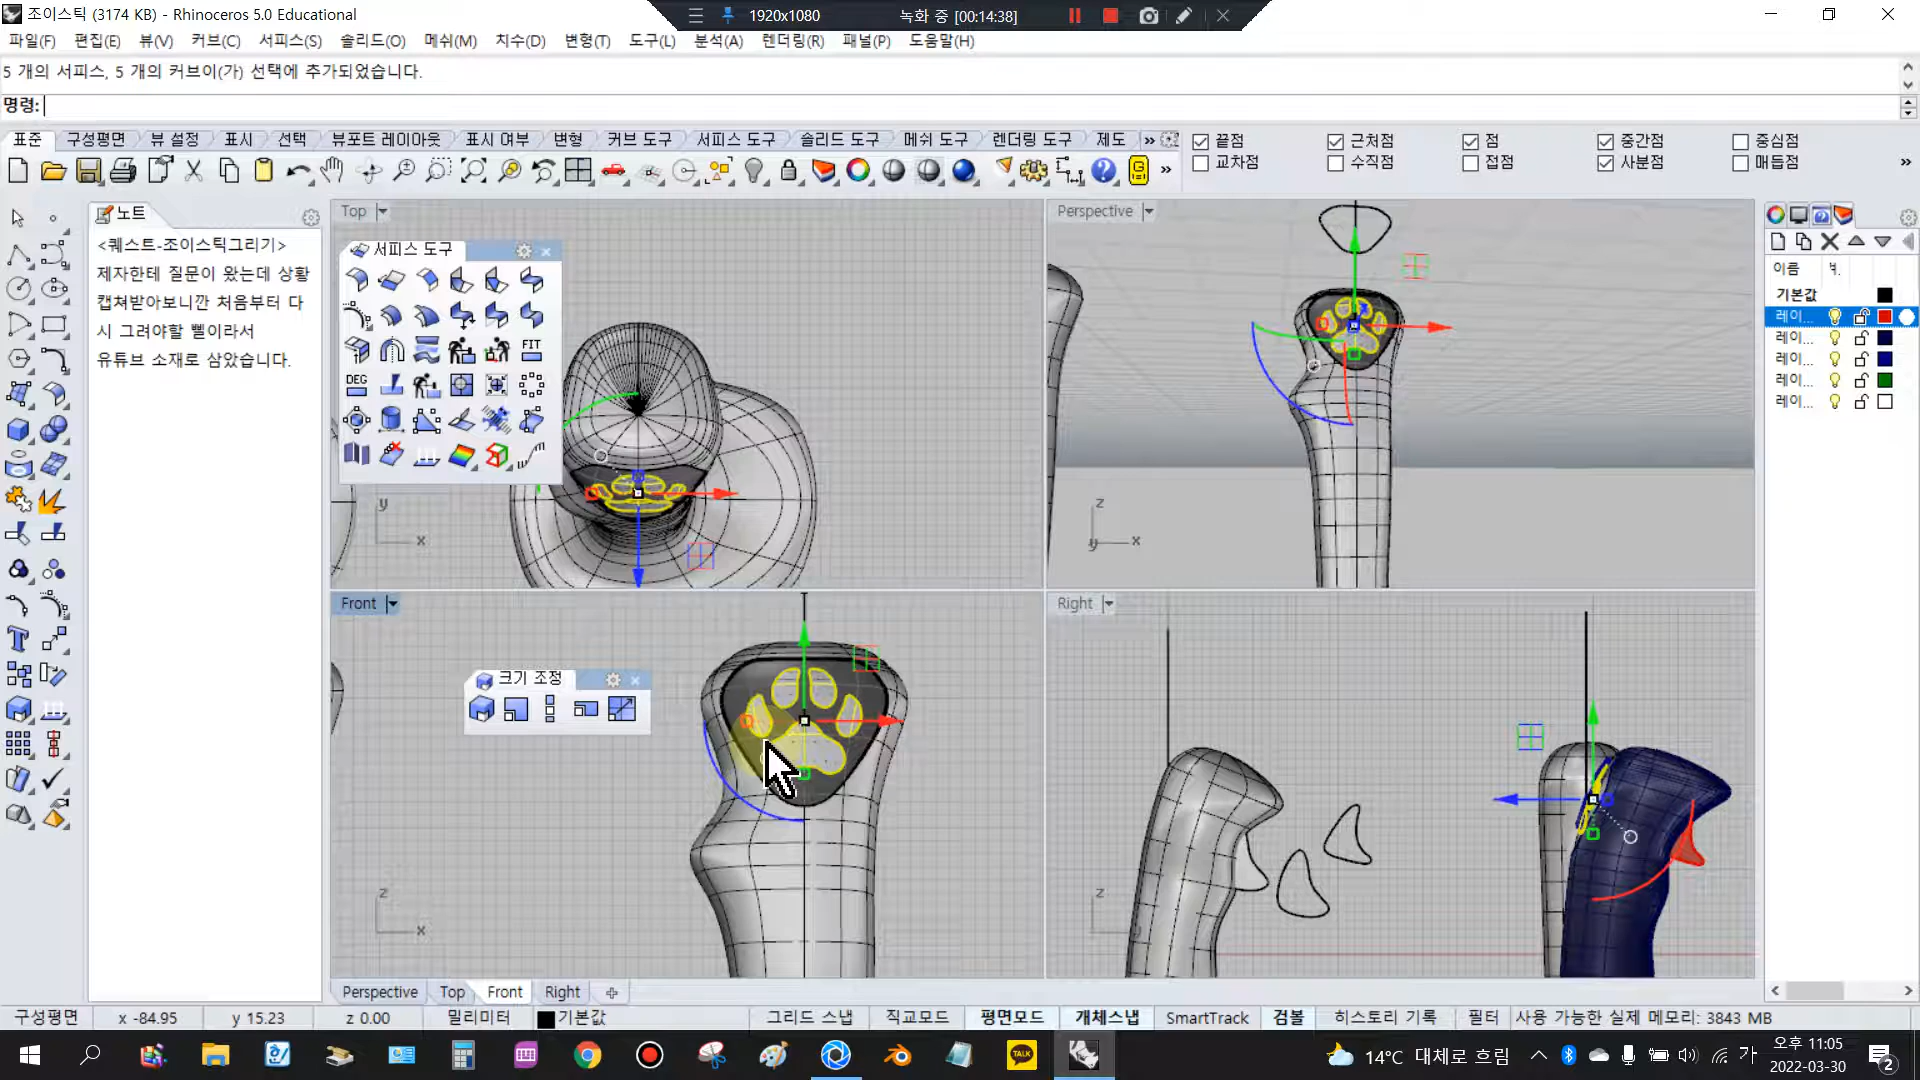 조이스틱 (3174 KB) - Rhinoceros 5.0 Educational
1920x1080
녹화 중 [00:14:38]
파일(F) 편집(E) 뷰(V) 커브(C) 서피스(S) 솔리드(O) 메쉬(M) 치수(D) 변형(T) 도구(L) 분석(A) 렌더링(R) 패널(P) 도움말(H)
5 개의 서피스, 5 개의 커브이(가) 선택에 추가되었습니다.
명령:
표준 구성평면 뷰 설정 표시 선택 뷰포트 레이아웃 표시 여부 변형 커브 도구 서피스 도구 솔리드 도구 메쉬 도구 렌더링 도구 제도 »
끝점 근처점 점 중간점 중심점
교차점 수직점 접점 사분점 매듭점 »
노트
<퀘스트-조이스틱그리기>
제자한테 질문이 왔는데 상황
캡쳐받아보니깐 처음부터 다
시 그려야할 삘이라서
유튜브 소재로 삼았습니다.
Top
서피스 도구
FIT
DEG
y
x
Perspective
z
y
x
Front
크기 조정
z
x
Right
z
이름
기본값
레이...
레이...
레이...
레이...
레이...
Perspective Top Front Right
구성평면 x -84.95 y 15.23 z 0.00 밀리미터 기본값 그리드 스냅 직교모드 평면모드 개체스냅 SmartTrack 검볼 히스토리 기록 필터 사용 가능한 실제 메모리: 3843 MB
TALK
14°C 대체로 흐림
가
오후 11:05
2022-03-30
2